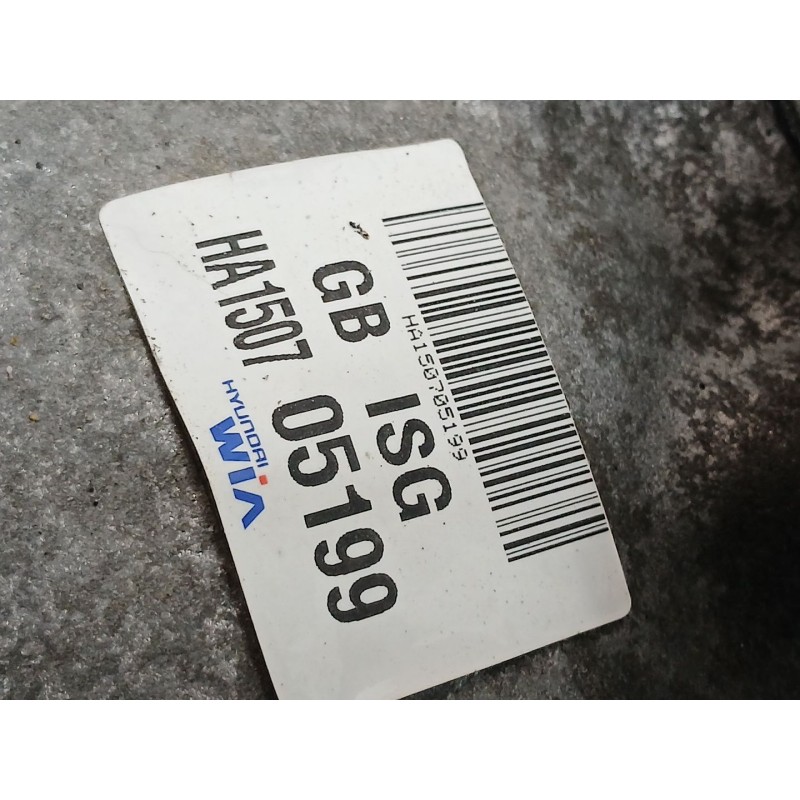 HA150705199
GB ISG
HA1507 05199
HYUNDAI
WIA